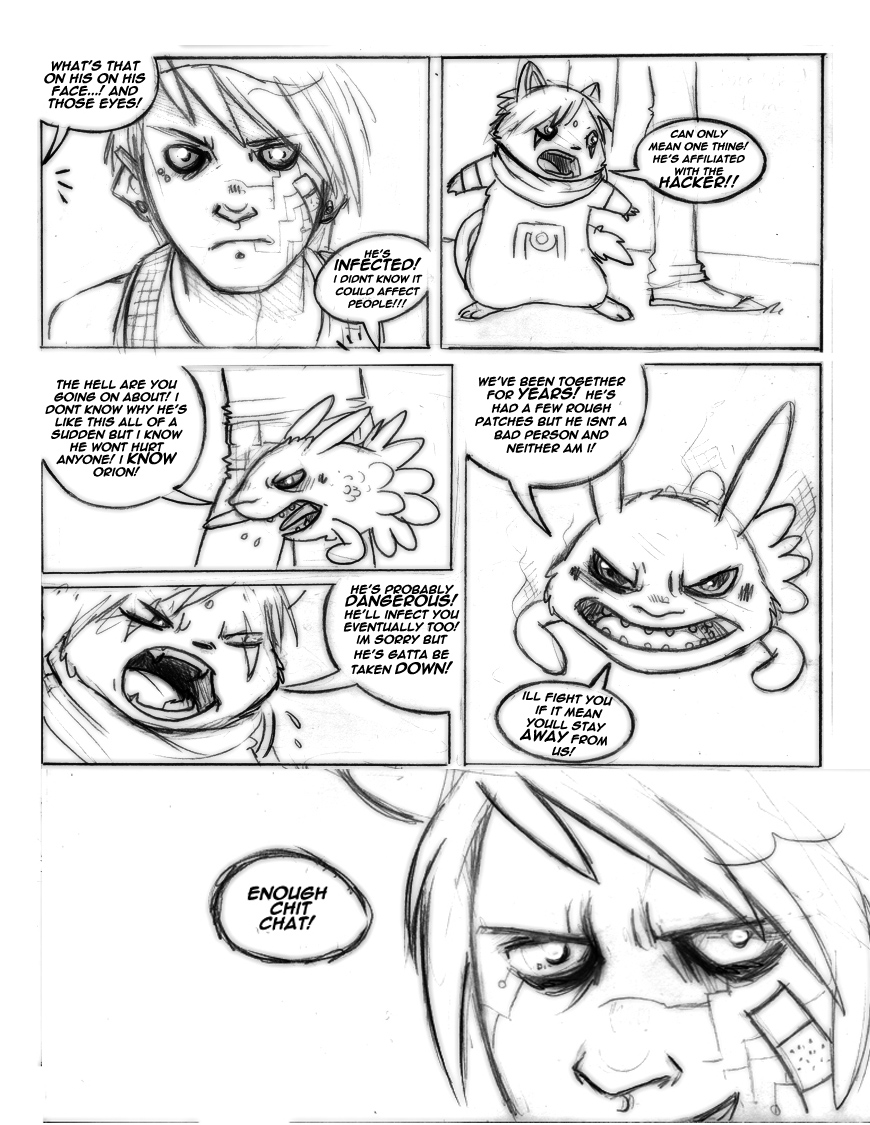 WHAT'S THAT
ON HIS ON HIS
FACE...! AND
THOSE EYES!
HE'S
INFECTED!
I DIDNT KNOW IT
COULD AFFECT
PEOPLE!!!
CAN ONLY
MEAN ONE THING!
HE'S AFFILIATED
WITH THE
HACKER!!
THE HELL ARE YOU
GOING ON ABOUT! I
DONT KNOW WHY HE'S
LIKE THIS ALL OF A
SUDDEN BUT I KNOW
HE WONT HURT
ANYONE! I KNOW
ORION!
WE'VE BEEN TOGETHER
FOR YEARS! HE'S
HAD A FEW ROUGH
PATCHES BUT HE ISNT A
BAD PERSON AND
NEITHER AM I!
HE'S PROBABLY
DANGEROUS!
HE'LL INFECT YOU
EVENTUALLY TOO!
IM SORRY BUT
HE'S GATTA BE
TAKEN DOWN!
ILL FIGHT YOU
IF IT MEAN
YOULL STAY
AWAY FROM
US!
ENOUGH
CHIT
CHAT!